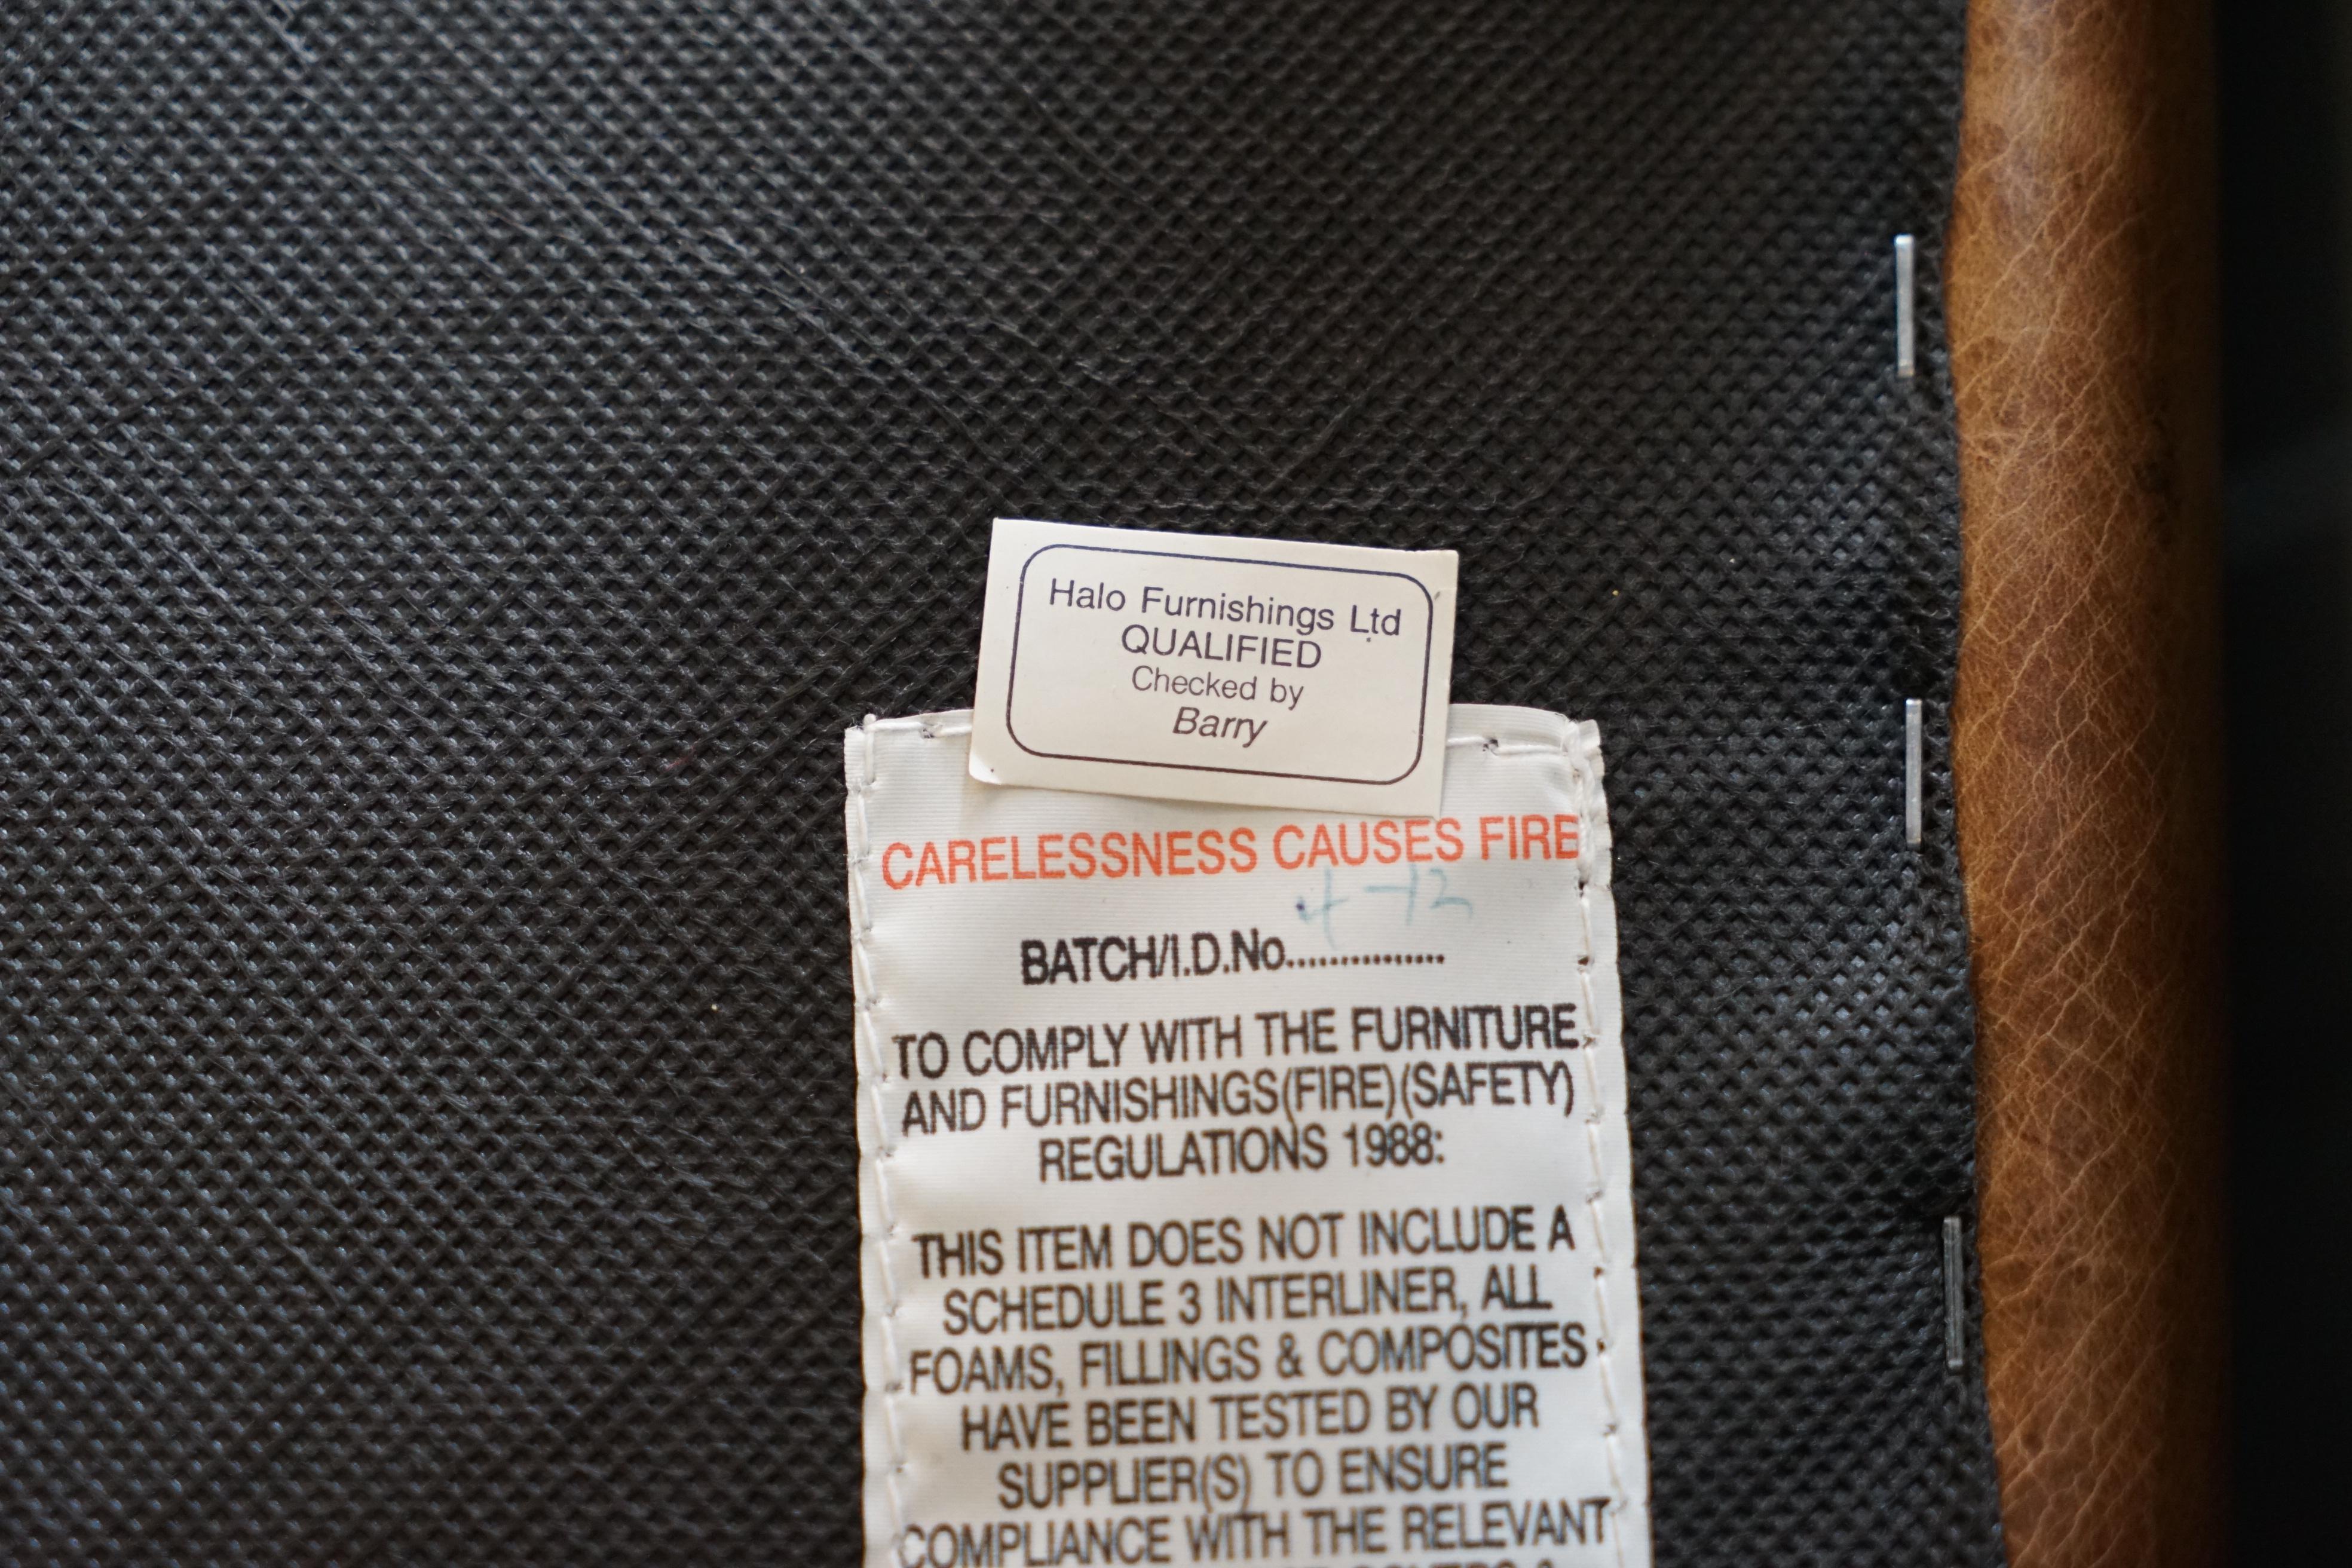 Halo Furnishings Ltd
QUALIFIED
Checked by
Barry
CARELESSNESS CAUSES FIRE
4-12
BATCH/I.D.No...............
TO COMPLY WITH THE FURNITURE
AND FURNISHINGS(FIRE)(SAFETY)
REGULATIONS 1988:
THIS ITEM DOES NOT INCLUDE A
SCHEDULE 3 INTERLINER, ALL
FOAMS, FILLINGS & COMPOSITES
HAVE BEEN TESTED BY OUR
SUPPLIER(S) TO ENSURE
COMPLIANCE WITH THE RELEVANT